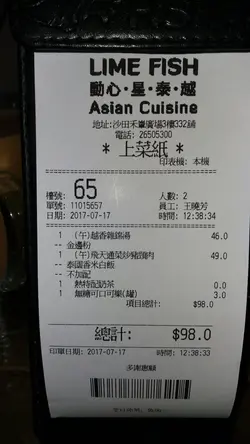 LIME FISH
動心・星・泰・越
Asian Cuisine
地址:沙田禾輋廣場3樓332舖
電話: 26505300
* 上菜紙 *
印表機: 本機
檯號: 65 人數: 2
單號: 11015657 員工: 王曉芳
日期: 2017-07-17 時間: 12:38:34
1 (午)越香雞錦湯 46.0
-- 金邊粉
1 (午)飛天通菜炒豬頸肉 49.0
-- 泰國香米白飯
-- 不加配
1 熱特配奶茶 0.0
1 無糖可口可樂(罐) 3.0
項目總計: $98.0
總計: $98.0
印單日期: 2017-07-17 時間: 12:38:33
多謝惠顧